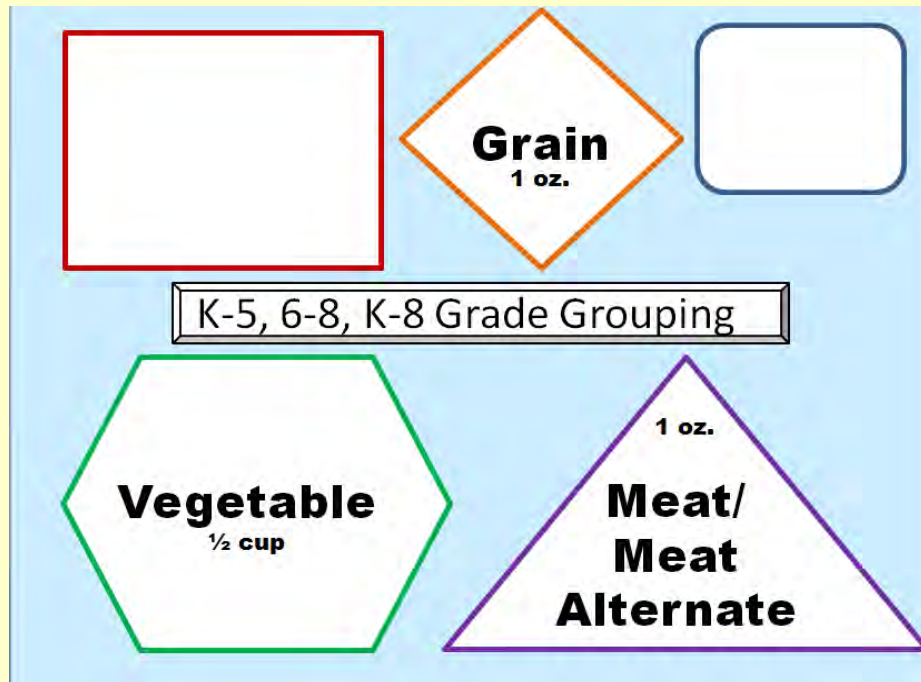 Grain
1 oz.
K-5, 6-8, K-8 Grade Grouping
Vegetable
½ cup
1 oz.
Meat/
Meat
Alternate